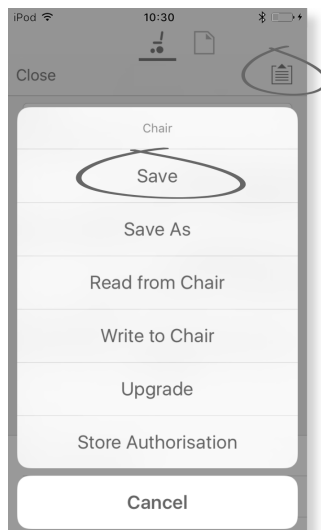 iPod 10:30
Close
Chair
Save
Save As
Read from Chair
Write to Chair
Upgrade
Store Authorisation
Cancel